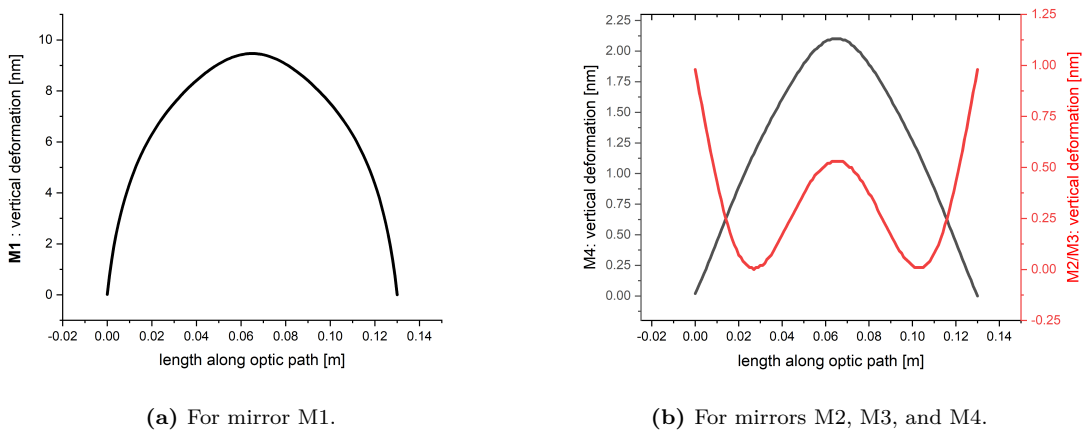 M1 : vertical deformation [nm]
10
8
6
4
2
0
-0.02 0.00 0.02 0.04 0.06 0.08 0.10 0.12 0.14
length along optic path [m]
(a) For mirror M1.
M4: vertical deformation [nm]
2.25
2.00
1.75
1.50
1.25
2.00
0.75
0.50
0.25
0.00
-0.02 0.00 0.02 0.04 0.06 0.08 0.10 0.12 0.14
length along optic path [m]
1.25
1.00
0.75
0.50
0.25
0.00
-0.25
M2/M3: vertical deformation [nm]
(b) For mirrors M2, M3, and M4.